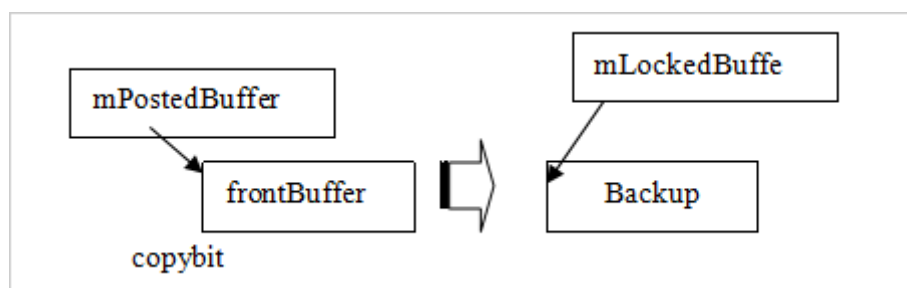 mLockedBuffe
mPostedBuffer
frontBuffer
Backup
copybit